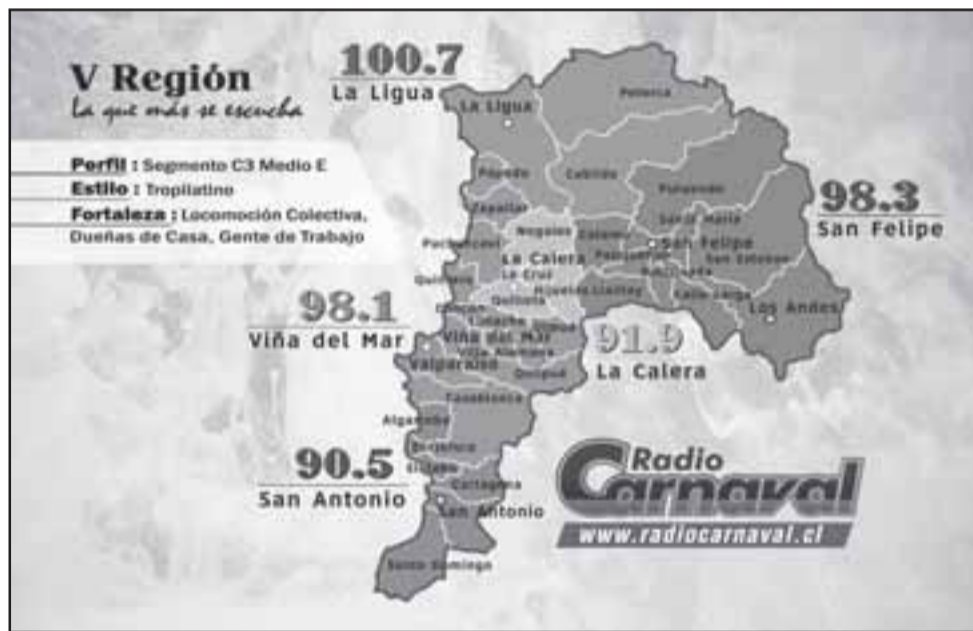 V Región
La que más se escucha
Perfil : Segmento C3 Medio E
Estilo : Tropilatino
Fortaleza : Locomoción Colectiva,
Dueñas de Casa, Gente de Trabajo
100.7
La Ligua
98.3
San Felipe
98.1
Viña del Mar
91.9
La Calera
90.5
San Antonio
La Ligua
Petorca
Cabildo
Papudo
Zapallar
Putaendo
Santa María
San Felipe
San Esteban
Nogales
La Calera
La Cruz
Quillota
Calle Larga
Los Andes
Viña del Mar
Villa Alemana
Valparaíso
Quilpué
Casablanca
Algarrobo
Cartagena
San Antonio
Santo Domingo
Radio
Carnaval
www.radiocarnaval.cl